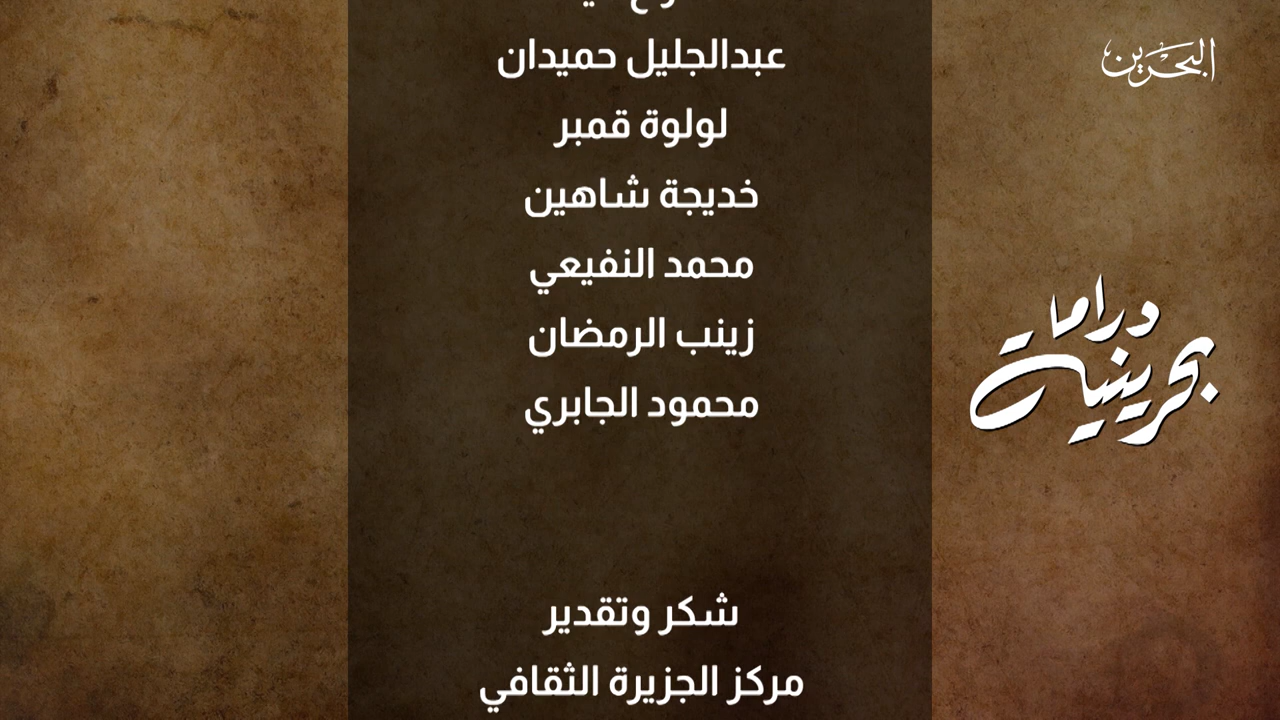 البحرين
عبدالجليل حميدان
لولوة قمبر
خديجة شاهين
محمد النفيعي
زينب الرمضان
محمود الجابري
دراما
بحرينية
شكر وتقدير
مركز الجزيرة الثقافي